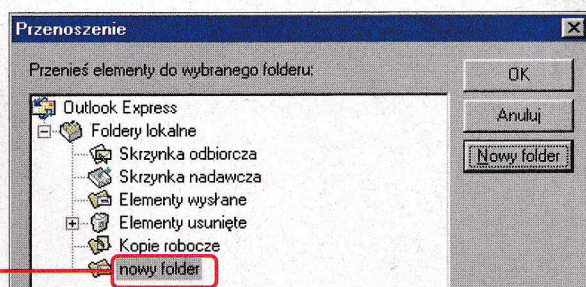 Przenoszenie
Przenieś elementy do wybranego folderu:
OK
Anuluj
Nowy folder
Outlook Express
Foldery lokalne
Skrzynka odbiorcza
Skrzynka nadawcza
Elementy wysłane
Elementy usunięte
Kopie robocze
nowy folder